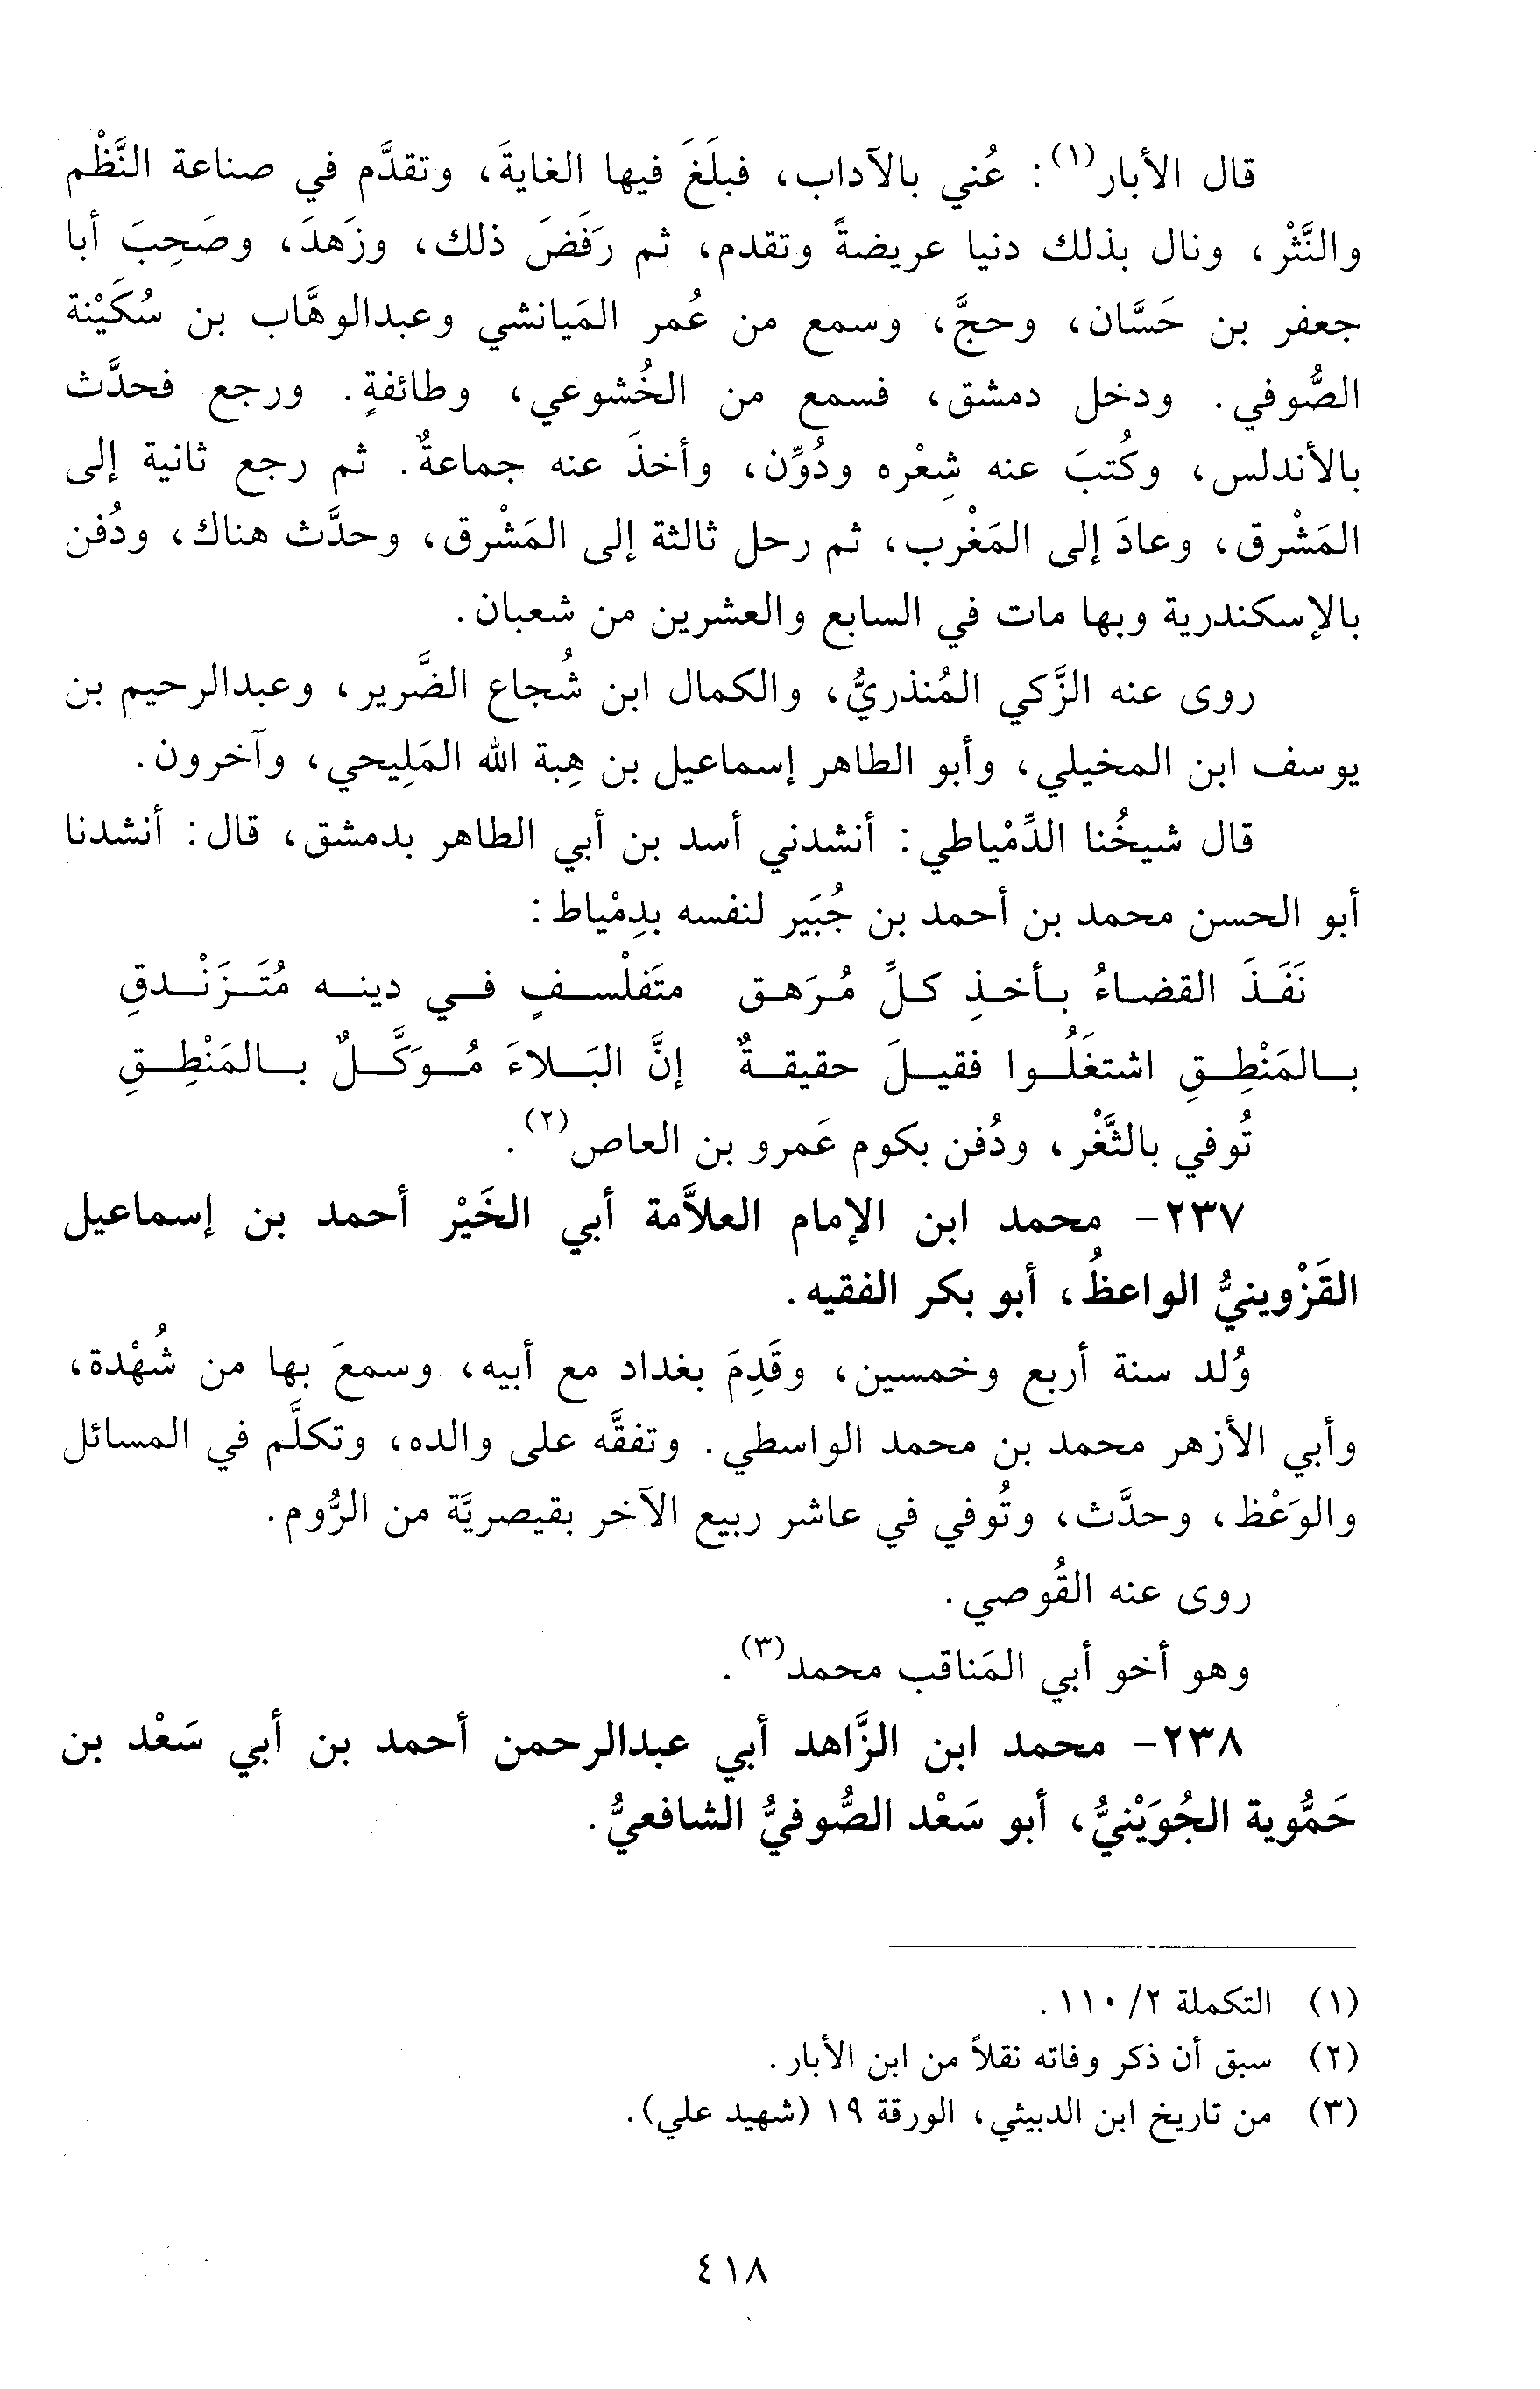 قال الأبار(١): عُني بالآداب، فبلَغَ فيها الغايةَ، وتقدَّم في صناعة النَّظْم
والنَّثْر، ونال بذلك دنيا عريضةً وتقدم، ثم رَفَضَ ذلك، وزَهدَ، وصَحِبَ أبا
جعفر بن حَسَّان، وحجَّ، وسمع من عُمر المَيانشي وعبدالوهَّاب بن سُكَيْنة
الصُّوفي. ودخل دمشق، فسمع من الخُشوعي، وطائفةٍ. ورجع فحدَّث
بالأندلس، وكُتبَ عنه شِعْره ودُوِّن، وأخذَ عنه جماعةٌ. ثم رجع ثانية إلى
المَشْرق، وعادَ إلى المَغْرب، ثم رحل ثالثة إلى المَشْرق، وحدَّث هناك، ودُفن
بالإسكندرية وبها مات في السابع والعشرين من شعبان.
روى عنه الزَّكي المُنذريُّ، والكمال ابن شُجاع الضَّرير، وعبدالرحيم بن
يوسف ابن المخيلي، وأبو الطاهر إسماعيل بن هِبة الله المَلِيحي، وآخرون.
قال شيخُنا الدِّمْياطي: أنشدني أسد بن أبي الطاهر بدمشق، قال: أنشدنا
أبو الحسن محمد بن أحمد بن جُبَير لنفسه بدِمْياط:
نَفَذَ القضاءُ بأخذِ كلِّ مُرَهق متَفلْسفٍ في دينه مُتَزَنْدقِ
بالمَنْطِقِ اشتغَلُوا فقيلَ حقيقةٌ إنَّ البَلاءَ مُوَكَّلٌ بالمَنْطِقِ
تُوفي بالثَّغْر، ودُفن بكوم عَمرو بن العاص(٢).
٢٣٧- محمد ابن الإمام العلاَّمة أبي الخَيْر أحمد بن إسماعيل
القَزْوينيُّ الواعظُ، أبو بكر الفقيه.
وُلد سنة أربع وخمسين، وقَدِمَ بغداد مع أبيه، وسمعَ بها من شُهْدة،
وأبي الأزهر محمد بن محمد الواسطي. وتفقَّه على والده، وتكلَّم في المسائل
والوَعْظ، وحدَّث، وتُوفي في عاشر ربيع الآخر بقيصريَّة من الرُّوم.
روى عنه القُوصي.
وهو أخو أبي المَناقب محمد(٣).
٢٣٨- محمد ابن الزَّاهد أبي عبدالرحمن أحمد بن أبي سَعْد بن
حَمُّوية الجُوَيْنيُّ، أبو سَعْد الصُّوفيُّ الشافعيُّ.
(١) التكملة ٢/ ١١٠.
(٢) سبق أن ذكر وفاته نقلاً من ابن الأبار.
(٣) من تاريخ ابن الدبيثي، الورقة ١٩ (شهيد علي).
٤١٨